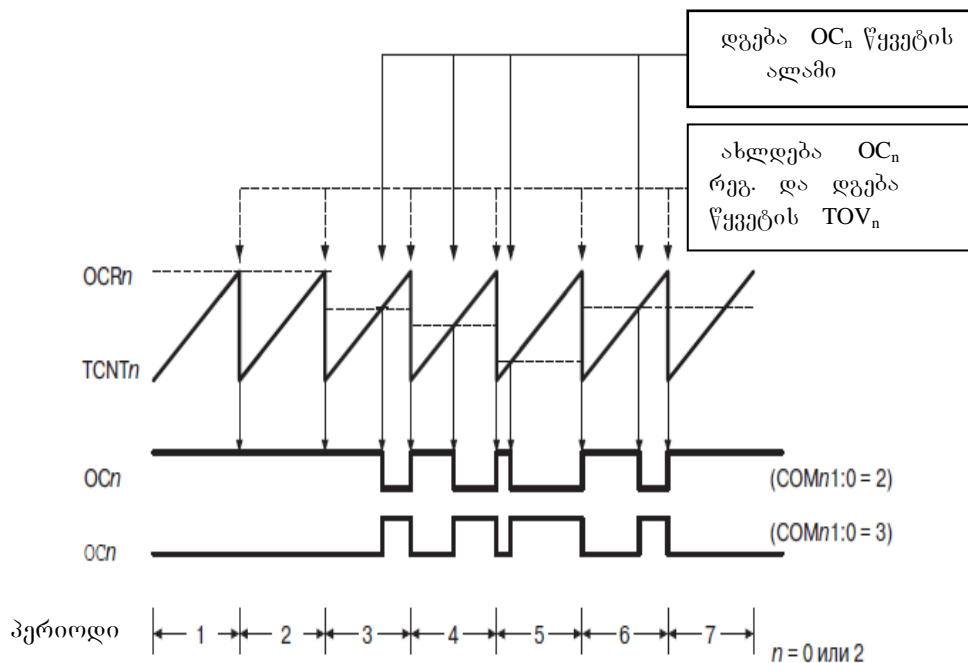 დგება OCn წყვეტის
ალამი
ახლდება OCn
რეგ. და დგება
წყვეტის TOVn
OCRn
TCNTn
OCn
(COMn1:0 = 2)
OCn
(COMn1:0 = 3)
პერიოდი 1 2 3 4 5 6 7
n = 0 или 2